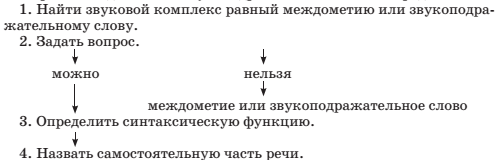 1. Найти звуковой комплекс равный междометию или звукоподра-
жательному слову.
2. Задать вопрос.
можно нельзя
междометие или звукоподражательное слово
3. Определить синтаксическую функцию.
4. Назвать самостоятельную часть речи.